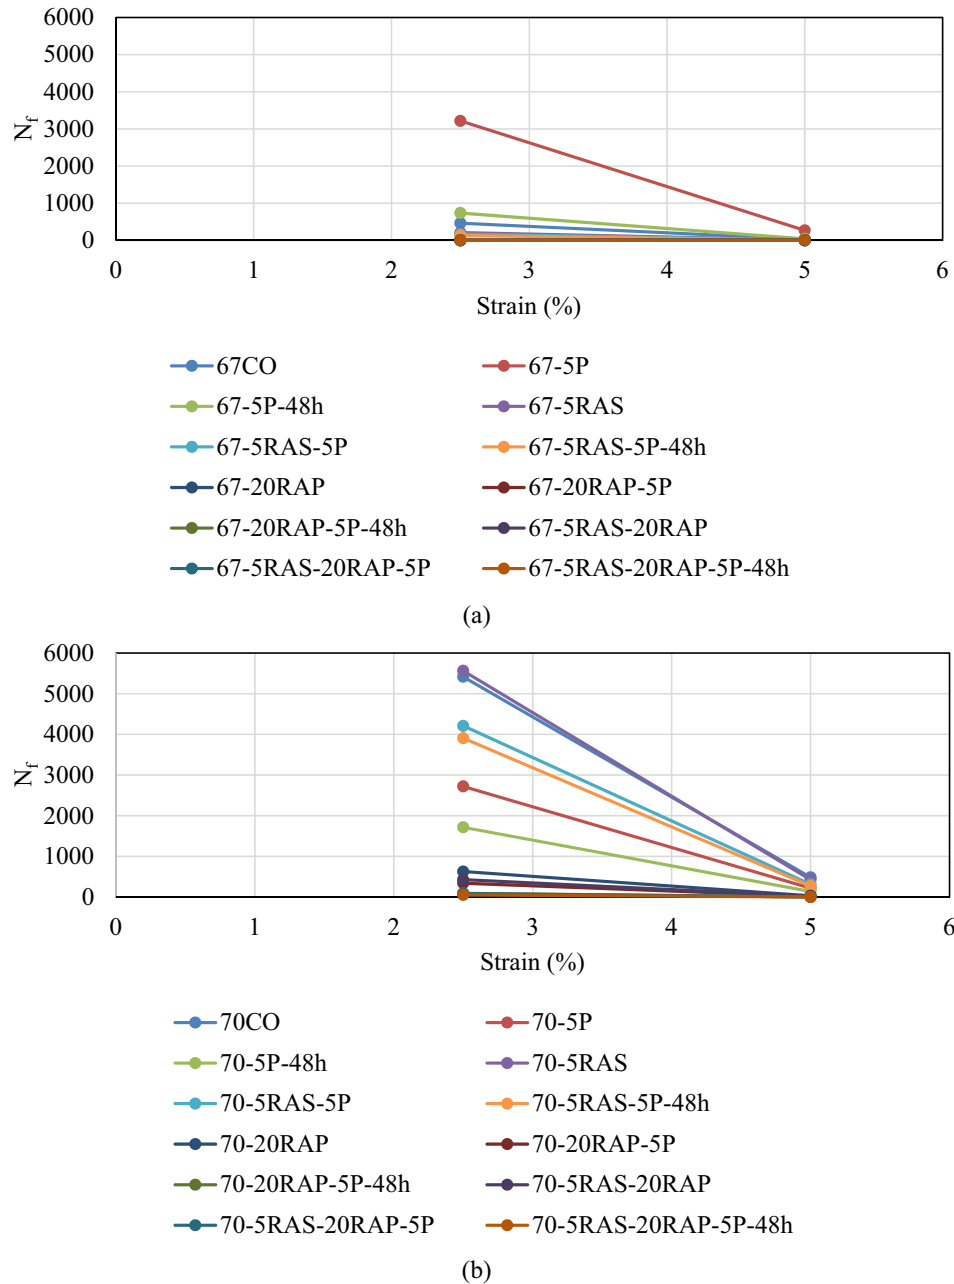 6000
5000
4000
3000
2000
1000
0
N_f
0 1 2 3 4 5 6
Strain (%)
67CO 67-5P
67-5P-48h 67-5RAS
67-5RAS-5P 67-5RAS-5P-48h
67-20RAP 67-20RAP-5P
67-20RAP-5P-48h 67-5RAS-20RAP
67-5RAS-20RAP-5P 67-5RAS-20RAP-5P-48h
(a)
6000
5000
4000
3000
2000
1000
0
N_f
0 1 2 3 4 5 6
Strain (%)
70CO 70-5P
70-5P-48h 70-5RAS
70-5RAS-5P 70-5RAS-5P-48h
70-20RAP 70-20RAP-5P
70-20RAP-5P-48h 70-5RAS-20RAP
70-5RAS-20RAP-5P 70-5RAS-20RAP-5P-48h
(b)